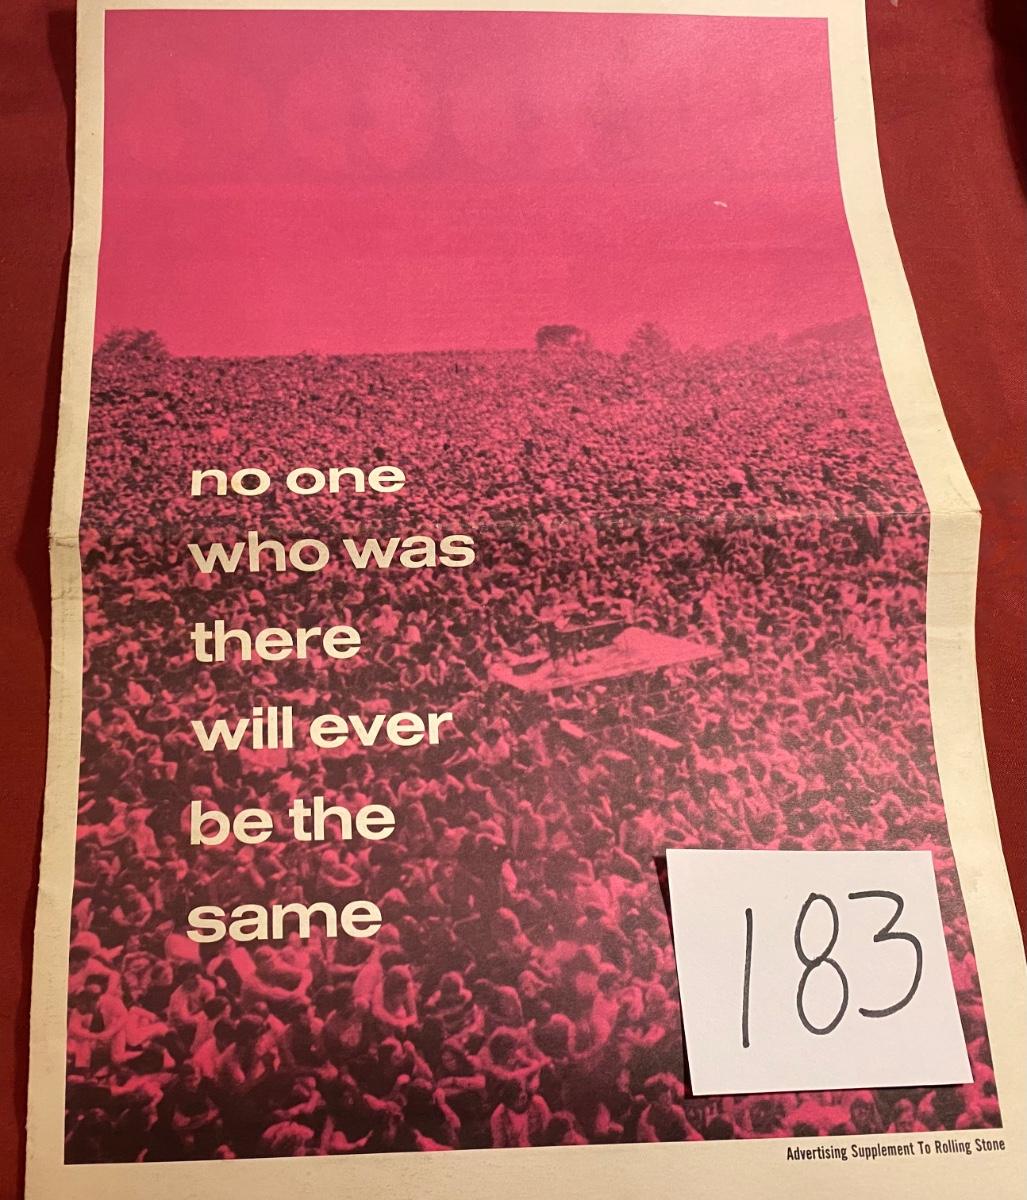 no one
who was
there
will ever
be the
same
183
Advertising Supplement To Rolling Stone